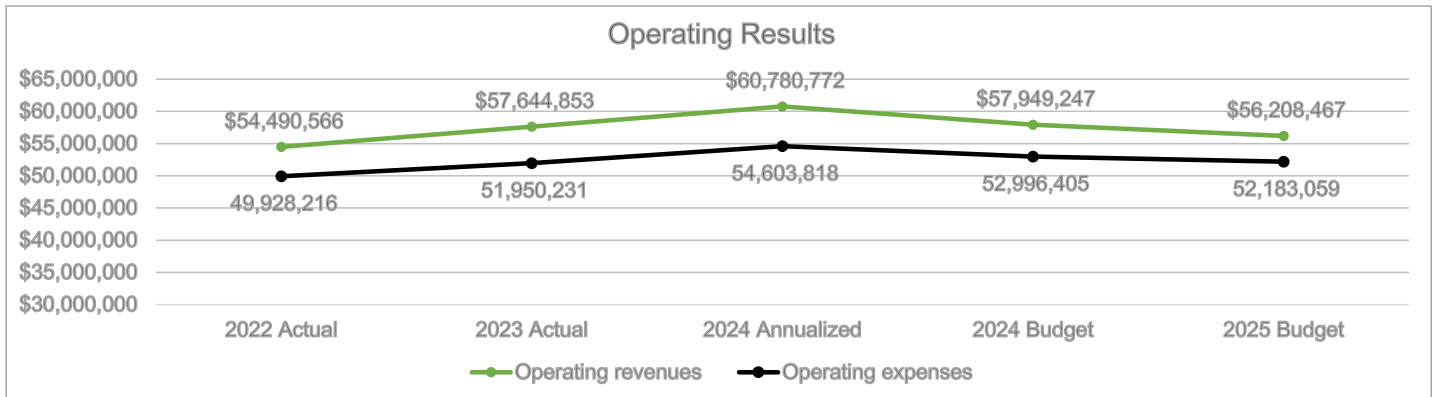 Operating Results
$65,000,000
$60,000,000
$55,000,000
$50,000,000
$45,000,000
$40,000,000
$35,000,000
$30,000,000
$54,490,566
$57,644,853
$60,780,772
$57,949,247
$56,208,467
49,928,216
51,950,231
54,603,818
52,996,405
52,183,059
2022 Actual
2023 Actual
2024 Annualized
2024 Budget
2025 Budget
Operating revenues
Operating expenses